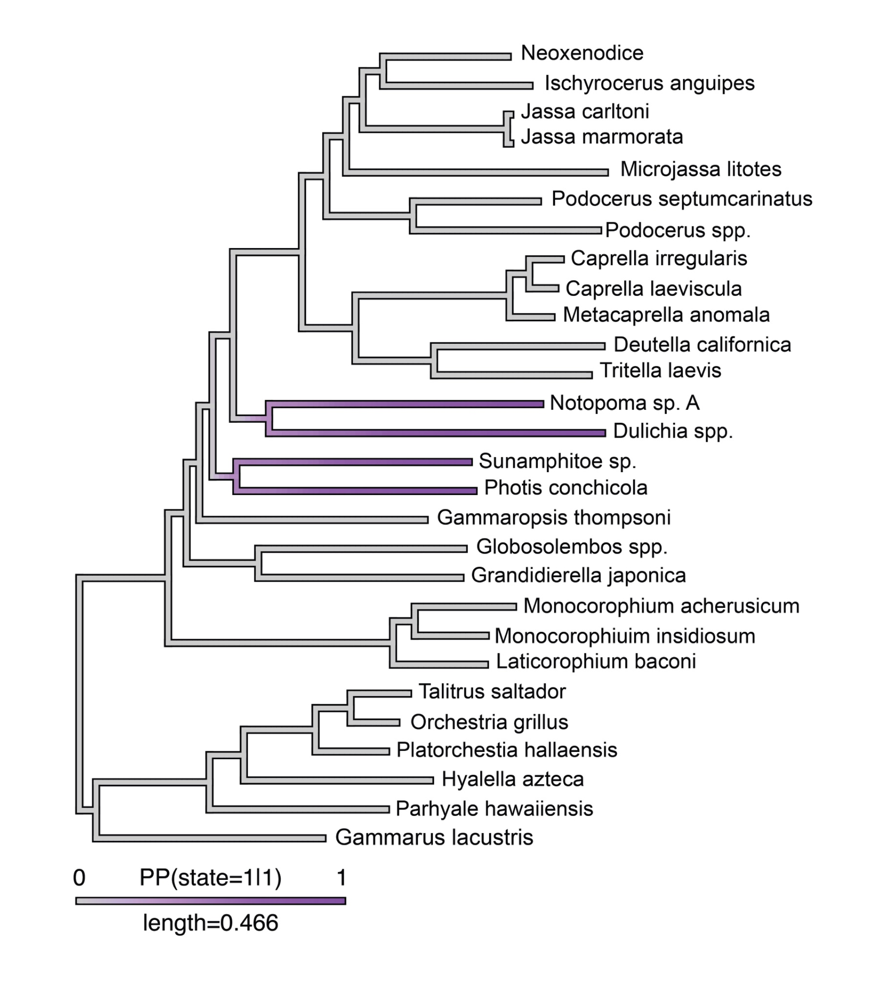 Neoxenodice
Ischyrocerus anguipes
Jassa carltoni
Jassa marmorata
Microjassa litotes
Podocerus septumcarinatus
Podocerus spp.
Caprella irregularis
Caprella laeviscula
Metacaprella anomala
Deutella californica
Tritella laevis
Notopoma sp. A
Dulichia spp.
Sunamphitoe sp.
Photis conchicola
Gammaropsis thompsoni
Globosolembos spp.
Grandidierella japonica
Monocorophium acherusicum
Monocorophiuim insidiosum
Laticorophium baconi
Talitrus saltador
Orchestria grillus
Platorchestia hallaensis
Hyalella azteca
Parhyale hawaiiensis
Gammarus lacustris
0 PP(state=1|1) 1
length=0.466